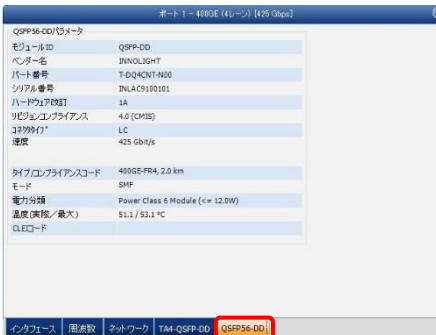 ポート 1 - 400GE (4レーン) [425 Gbps]
QSFP56-DDパラメータ
モジュールID QSFP-DD
ベンダー名 INNOLIGHT
パート番号 T-DQ4CNT-N00
シリアル番号 INLAC9100101
ハードウェア改訂 1A
リビジョンコンプライアンス 4.0 (CMIS)
コネクタタイプ LC
速度 425 Gbit/s
タイプ/コンプライアンスコード 400GE-FR4, 2.0 km
モード SMF
電力分類 Power Class 6 Module (<= 12.0W)
温度(実際/最大) 51.1 / 53.1 °C
CLEIコード
インタフェース 周波数 ネットワーク TA4-QSFP-DD QSFP56-DD